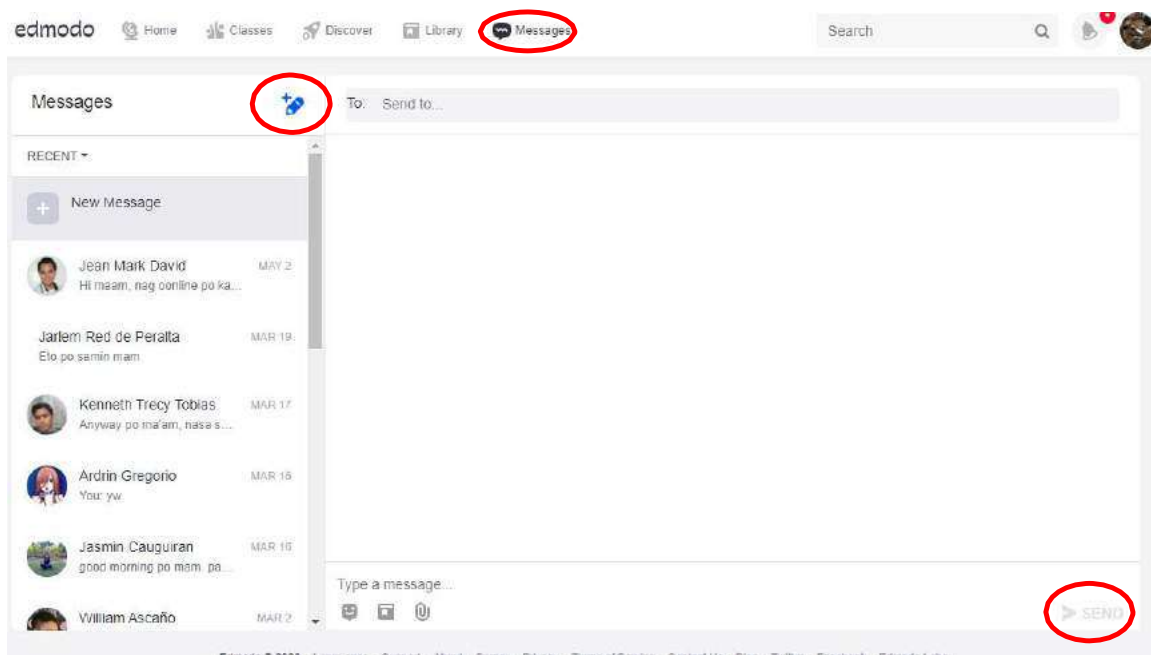 edmodo Home Classes Discover Library Messages Search
Messages
To: Send to...
RECENT
New Message
Jean Mark David MAY 2
Hi maam, nag oonline po ka...
Jarlem Red de Peralta MAR 19
Eto po samin mam
Kenneth Trecy Tobias MAR 17
Anyway po ma'am, nasa s....
Ardrin Gregorio MAR 16
You: yw
Jasmin Cauguiran MAR 16
good morning po mam, pa...
William Ascaño MAR 2
Type a message...
SEND